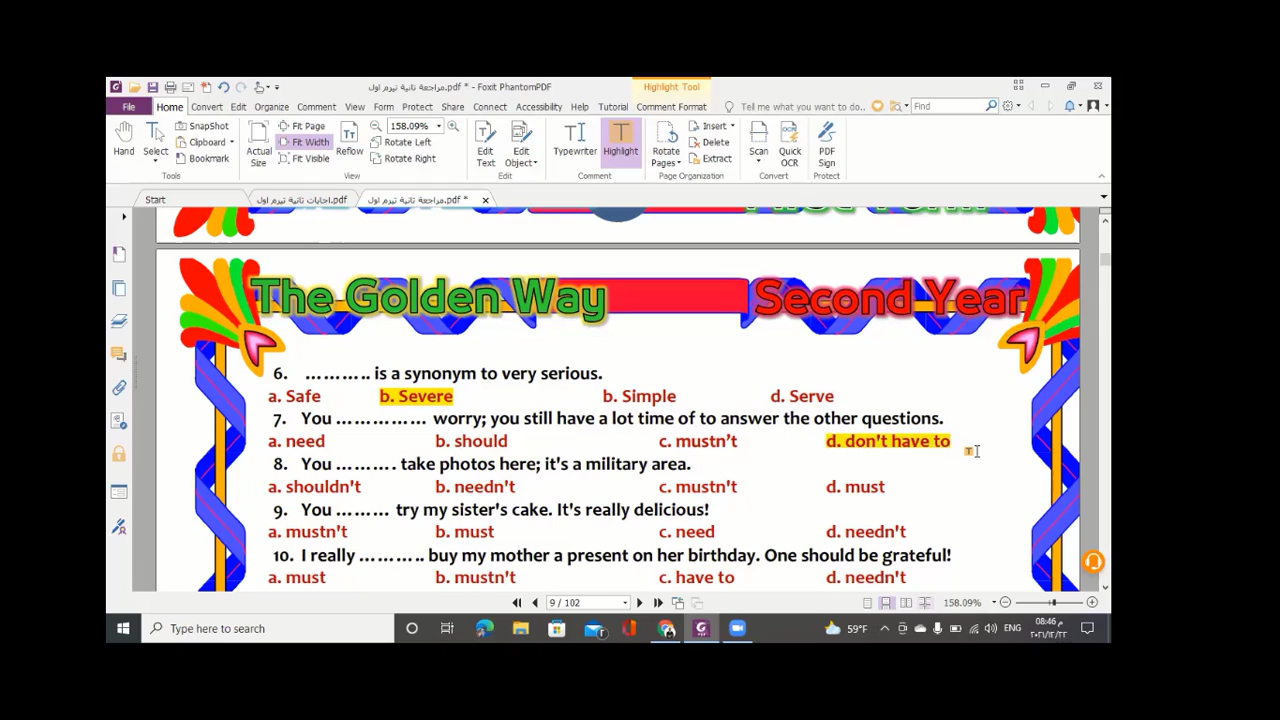 مراجعة ثانية تيرم اول.pdf * - Foxit PhantomPDF
Highlight Tool
File Home Convert Edit Organize Comment View Form Protect Share Connect Accessibility Help Tutorial Comment Format Tell me what you want to do.. Find
Hand Select SnapShot Clipboard Bookmark Actual Size Fit Page Fit Width Fit Visible Reflow 158.09% Rotate Left Rotate Right Edit Text Edit Object Typewriter Highlight Rotate Pages Insert Delete Extract Scan Quick OCR PDF Sign
Tools View Edit Comment Page Organization Convert Protect
Start اجابات ثانية تيرم اول.pdf مراجعة ثانية تيرم اول.pdf *
The Golden Way Second Year
6. ……….. is a synonym to very serious.
a. Safe b. Severe b. Simple d. Serve
7. You …………… worry; you still have a lot time of to answer the other questions.
a. need b. should c. mustn't d. don't have to
8. You ………. take photos here; it's a military area.
a. shouldn't b. needn't c. mustn't d. must
9. You ……… try my sister's cake. It's really delicious!
a. mustn't b. must c. need d. needn't
10. I really ……….. buy my mother a present on her birthday. One should be grateful!
a. must b. mustn't c. have to d. needn't
9 / 102 158.09%
Type here to search 59°F ENG 08:46 م
٢٠٢١/١٢/٢٢